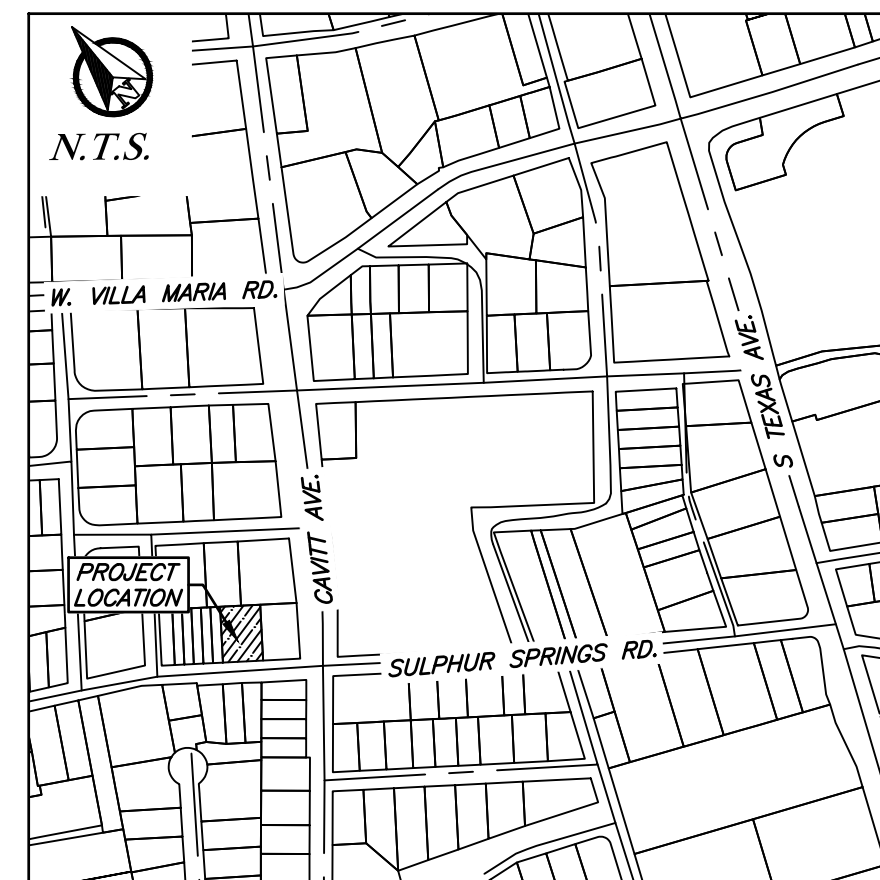 N
N.T.S.
W. VILLA MARIA RD.
S TEXAS AVE.
CAVITT AVE.
PROJECT
LOCATION
SULPHUR SPRINGS RD.